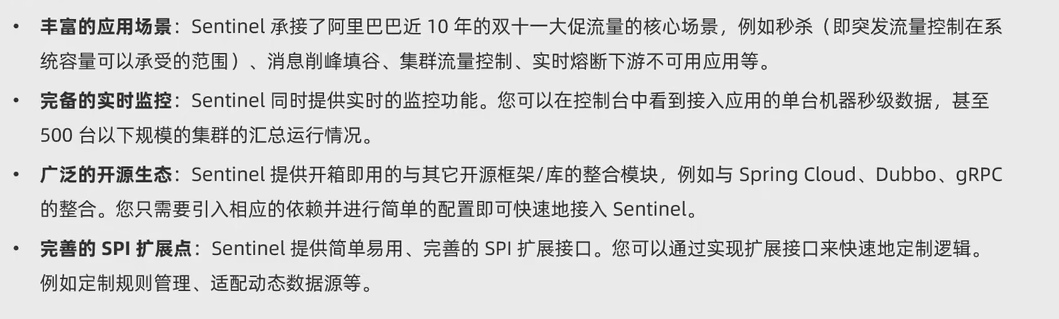 • 丰富的应用场景：Sentinel 承接了阿里巴巴近 10 年的双十一大促流量的核心场景，例如秒杀（即突发流量控制在系
统容量可以承受的范围）、消息削峰填谷、集群流量控制、实时熔断下游不可用应用等。
• 完备的实时监控：Sentinel 同时提供实时的监控功能。您可以在控制台中看到接入应用的单台机器秒级数据，甚至
500 台以下规模的集群的汇总运行情况。
• 广泛的开源生态：Sentinel 提供开箱即用的与其它开源框架/库的整合模块，例如与 Spring Cloud、Dubbo、gRPC
的整合。您只需要引入相应的依赖并进行简单的配置即可快速地接入 Sentinel。
• 完善的 SPI 扩展点：Sentinel 提供简单易用、完善的 SPI 扩展接口。您可以通过实现扩展接口来快速地定制逻辑。
例如定制规则管理、适配动态数据源等。